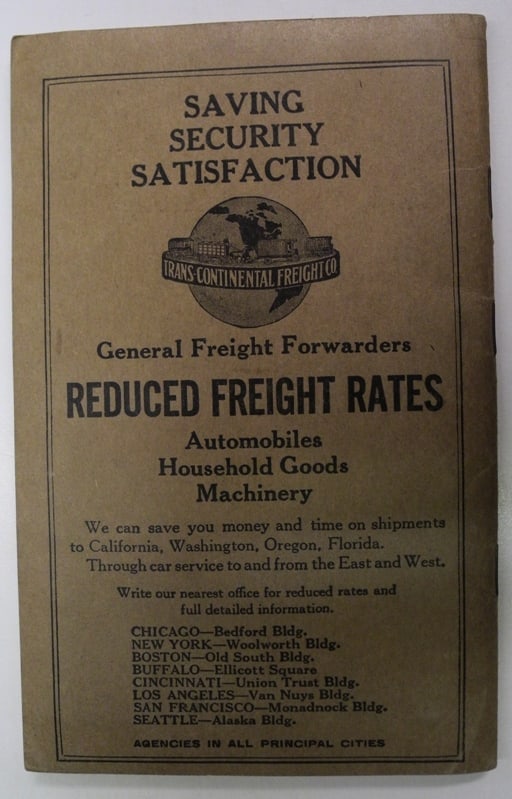 SAVING
SECURITY
SATISFACTION
TRANS-CONTINENTAL FREIGHT CO.
General Freight Forwarders
REDUCED FREIGHT RATES
Automobiles
Household Goods
Machinery
We can save you money and time on shipments
to California, Washington, Oregon, Florida.
Through car service to and from the East and West.
Write our nearest office for reduced rates and
full detailed information.
CHICAGO—Bedford Bldg.
NEW YORK—Woolworth Bldg.
BOSTON—Old South Bldg.
BUFFALO—Ellicott Square
CINCINNATI—Union Trust Bldg.
LOS ANGELES—Van Nuys Bldg.
SAN FRANCISCO—Monadnock Bldg.
SEATTLE—Alaska Bldg.
AGENCIES IN ALL PRINCIPAL CITIES